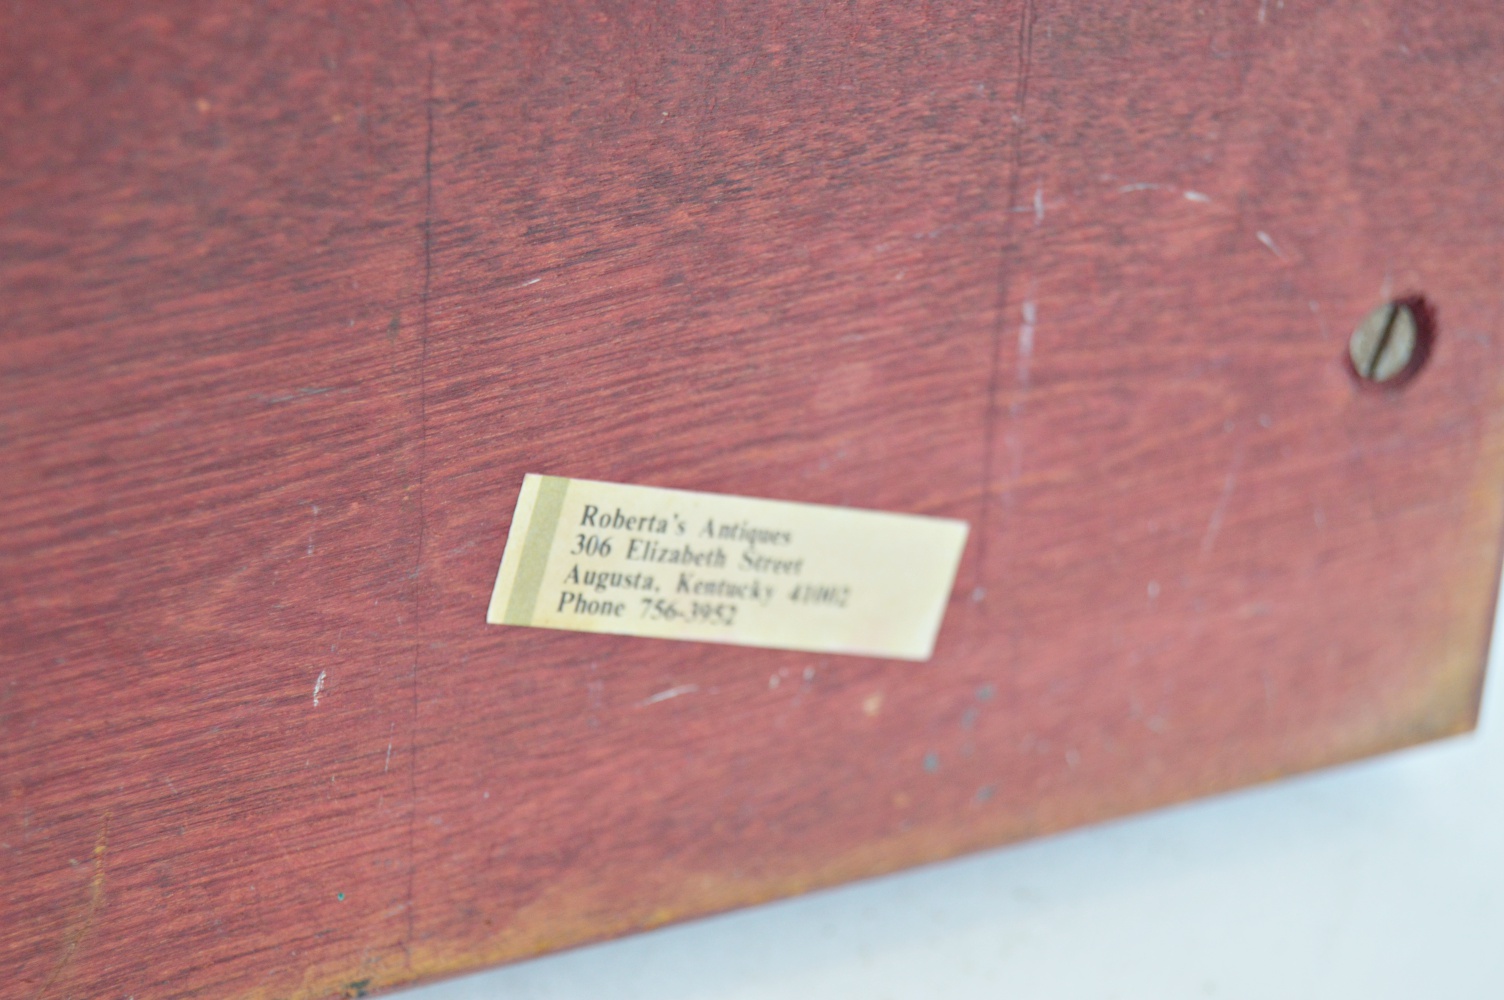 Roberta's Antiques
306 Elizabeth Street
Augusta, Kentucky 41002
Phone 756-3952